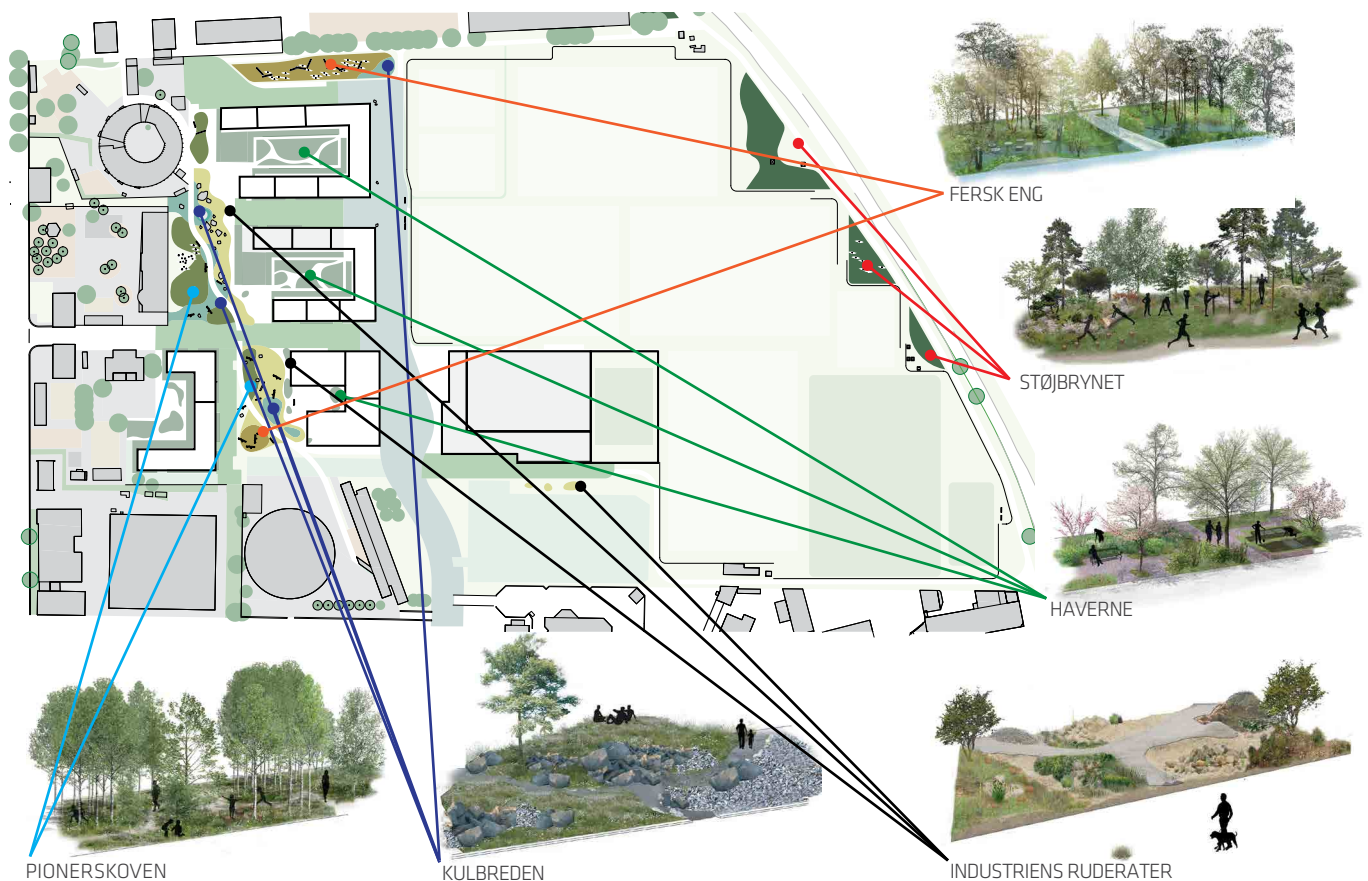 FERSK ENG
STØJBRYNET
HAVERNE
PIONERSKOVEN
KULBREDEN
INDUSTRIENS RUDERATER